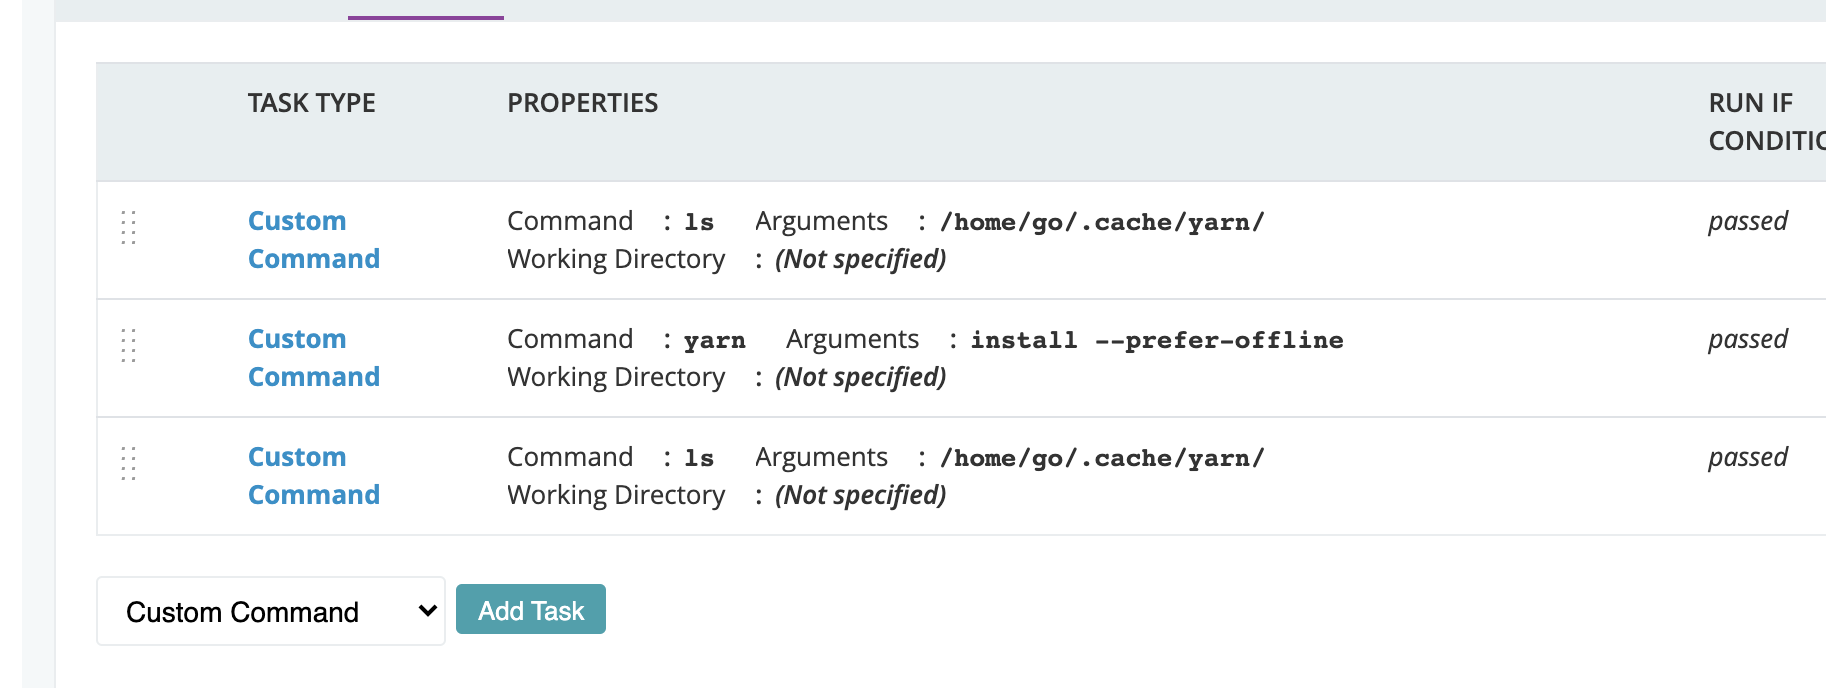 TASK TYPE PROPERTIES RUN IF
Custom Command : ls Arguments : /home/go/.cache/yarn/ passed
Command Working Directory : (Not specified)
Custom Command : yarn Arguments : install --prefer-offline passed
Command Working Directory : (Not specified)
Custom Command : ls Arguments : /home/go/.cache/yarn/ passed
Command Working Directory : (Not specified)
Custom Command Add Task